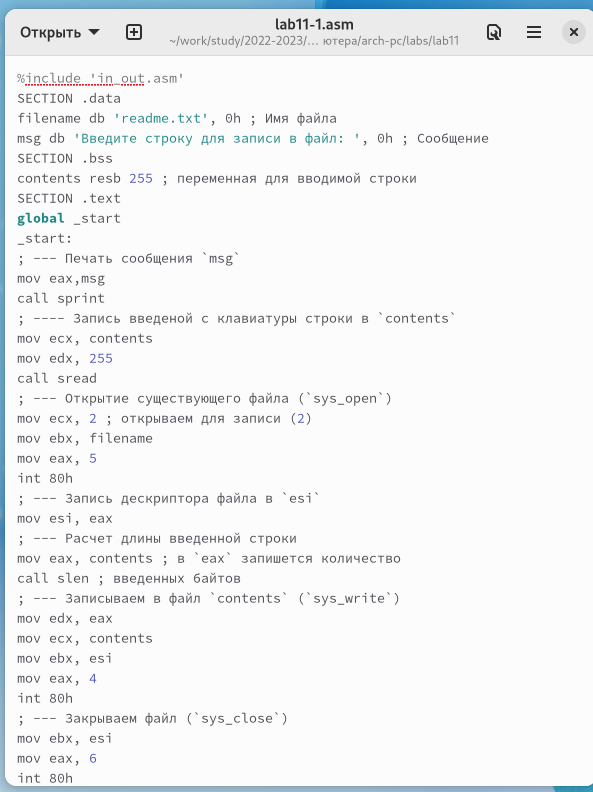 Открыть
lab11-1.asm
~/work/study/2022-2023/... ютера/arch-pc/labs/lab11
%include 'in_out.asm'
SECTION .data
filename db 'readme.txt', 0h ; Имя файла
msg db 'Введите строку для записи в файл: ', 0h ; Сообщение
SECTION .bss
contents resb 255 ; переменная для вводимой строки
SECTION .text
global _start
_start:
; --- Печать сообщения `msg`
mov eax,msg
call sprint
; ---- Запись введеной с клавиатуры строки в `contents`
mov ecx, contents
mov edx, 255
call sread
; --- Открытие существующего файла (`sys_open`)
mov ecx, 2 ; открываем для записи (2)
mov ebx, filename
mov eax, 5
int 80h
; --- Запись дескриптора файла в `esi`
mov esi, eax
; --- Расчет длины введенной строки
mov eax, contents ; в `eax` запишется количество
call slen ; введенных байтов
; --- Записываем в файл `contents` (`sys_write`)
mov edx, eax
mov ecx, contents
mov ebx, esi
mov eax, 4
int 80h
; --- Закрываем файл (`sys_close`)
mov ebx, esi
mov eax, 6
int 80h